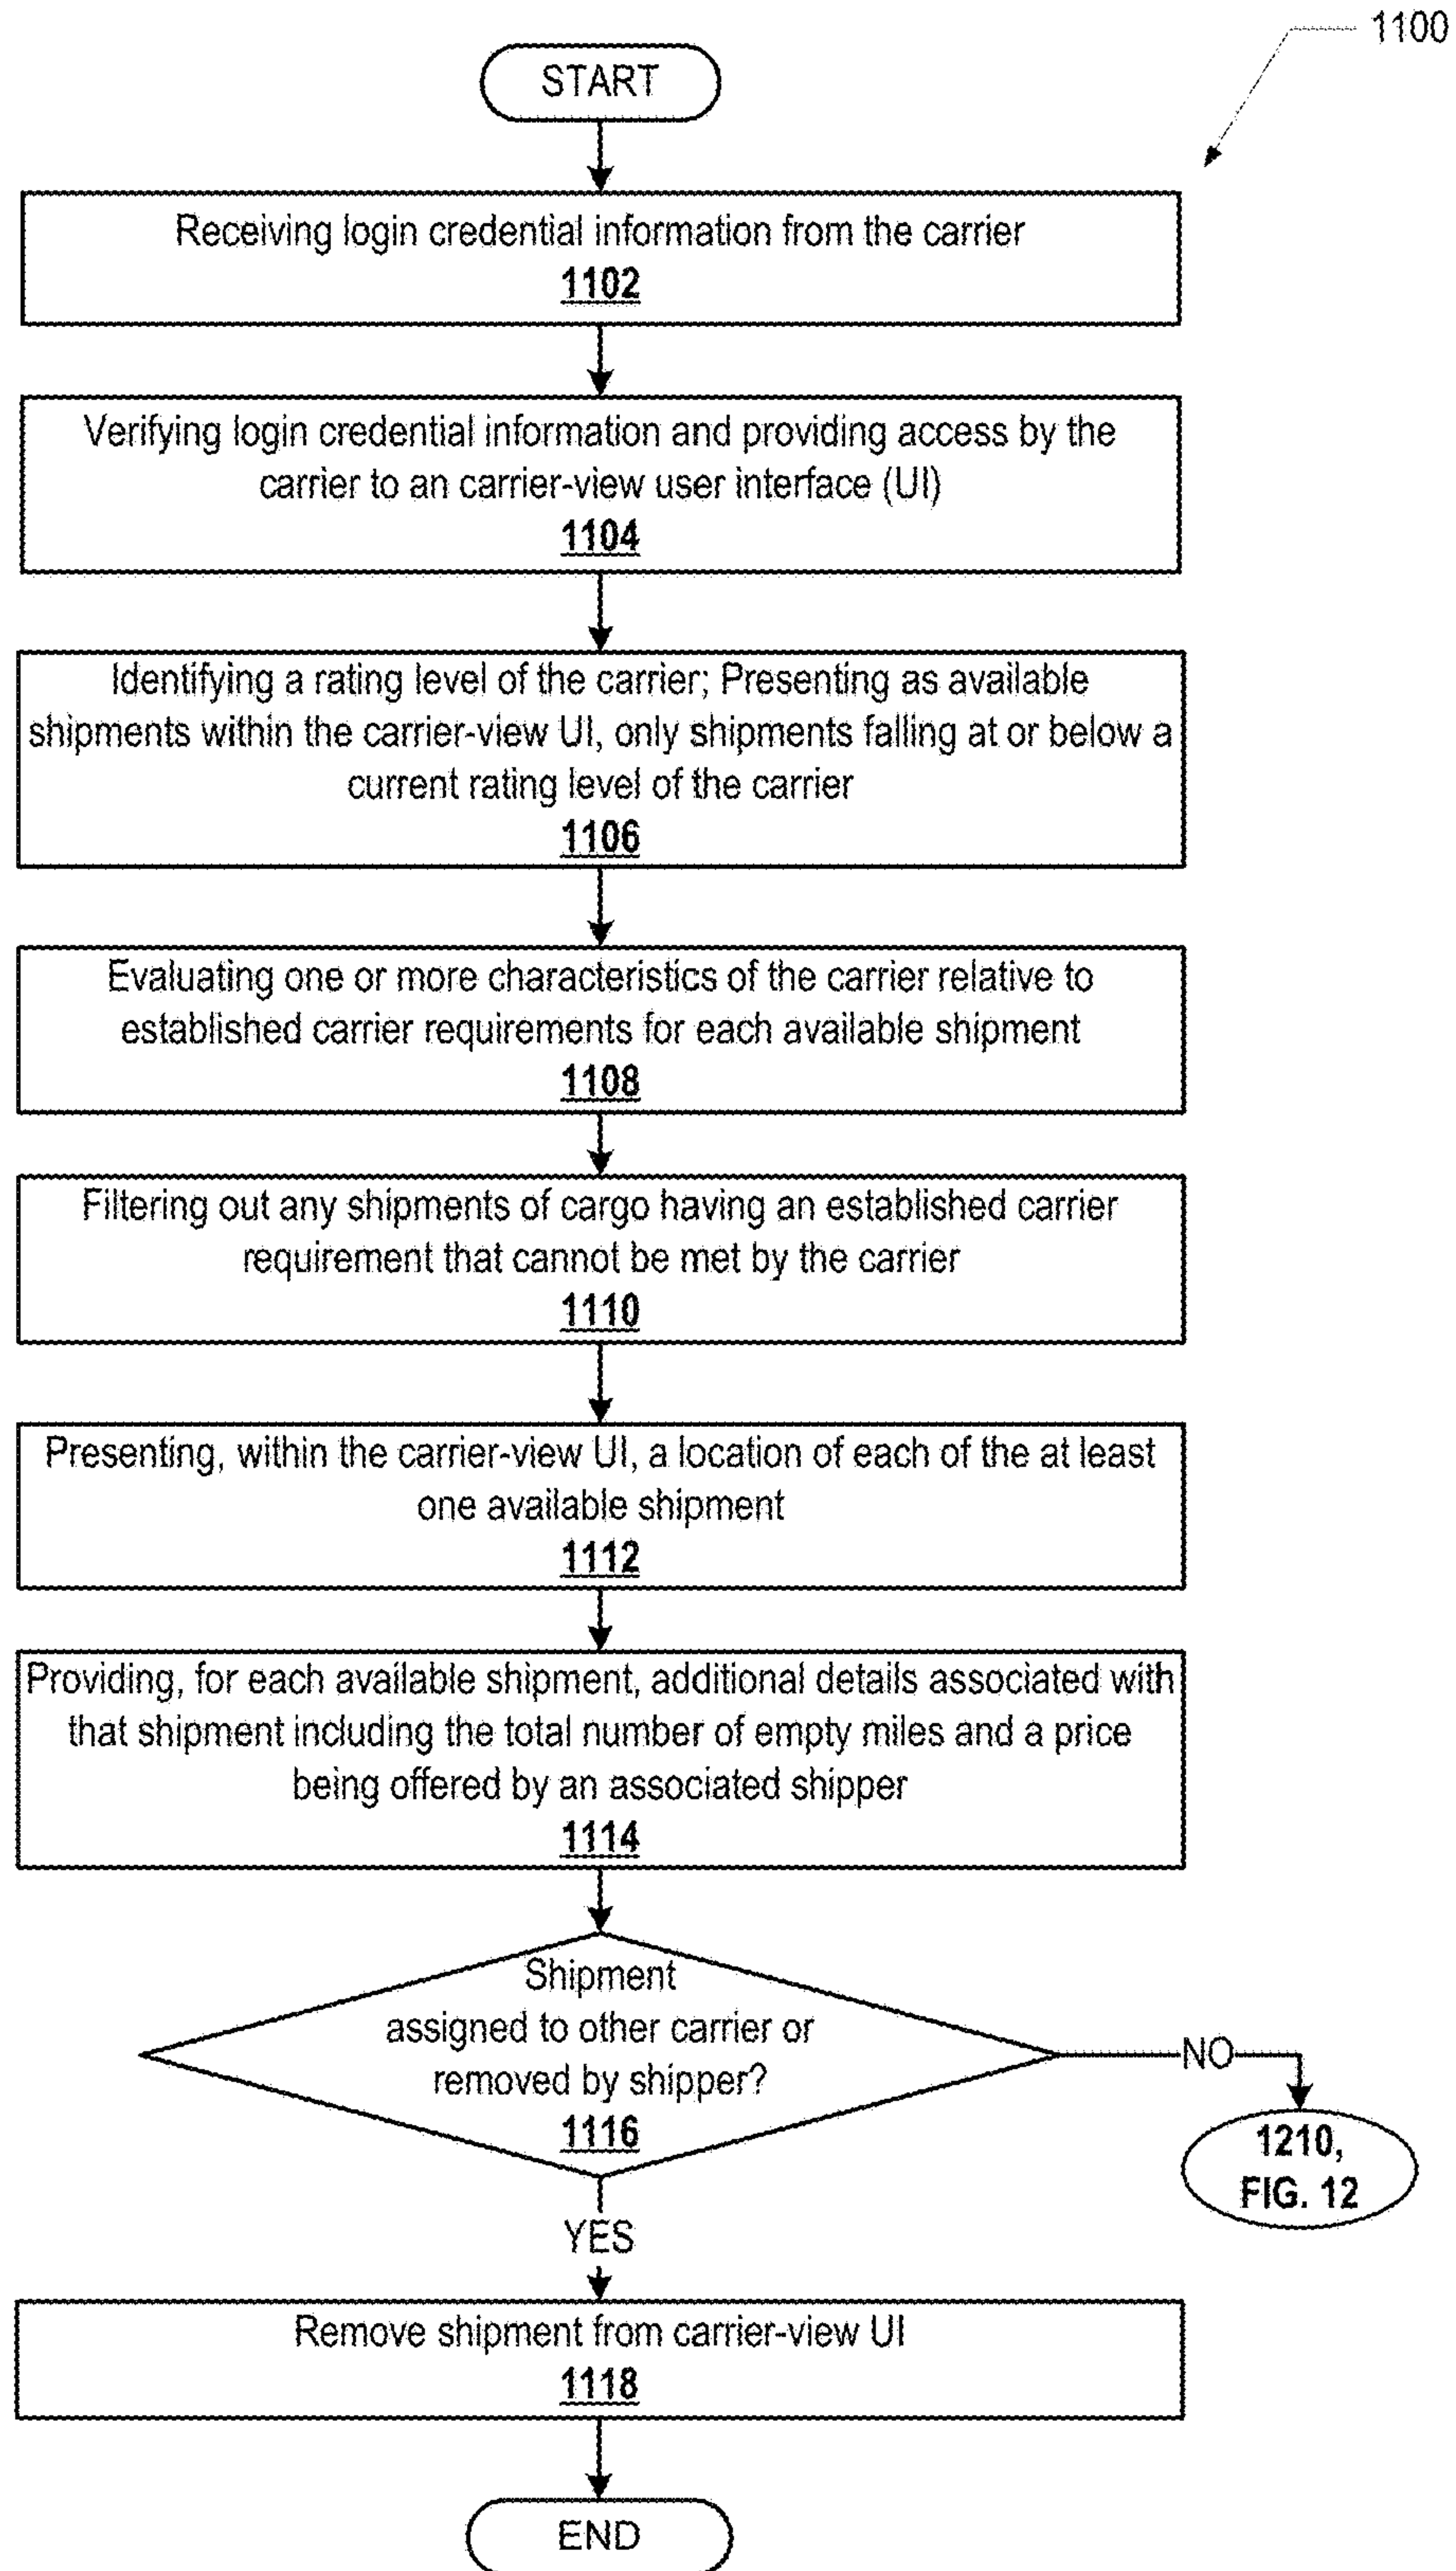 1100
START
Receiving login credential information from the carrier
1102
Verifying login credential information and providing access by the
carrier to an carrier-view user interface (UI)
1104
Identifying a rating level of the carrier; Presenting as available
shipments within the carrier-view UI, only shipments falling at or below a
current rating level of the carrier
1106
Evaluating one or more characteristics of the carrier relative to
established carrier requirements for each available shipment
1108
Filtering out any shipments of cargo having an established carrier
requirement that cannot be met by the carrier
1110
Presenting, within the carrier-view UI, a location of each of the at least
one available shipment
1112
Providing, for each available shipment, additional details associated with
that shipment including the total number of empty miles and a price
being offered by an associated shipper
1114
Shipment
assigned to other carrier or
removed by shipper?
1116
NO
1210,
FIG. 12
YES
Remove shipment from carrier-view UI
1118
END